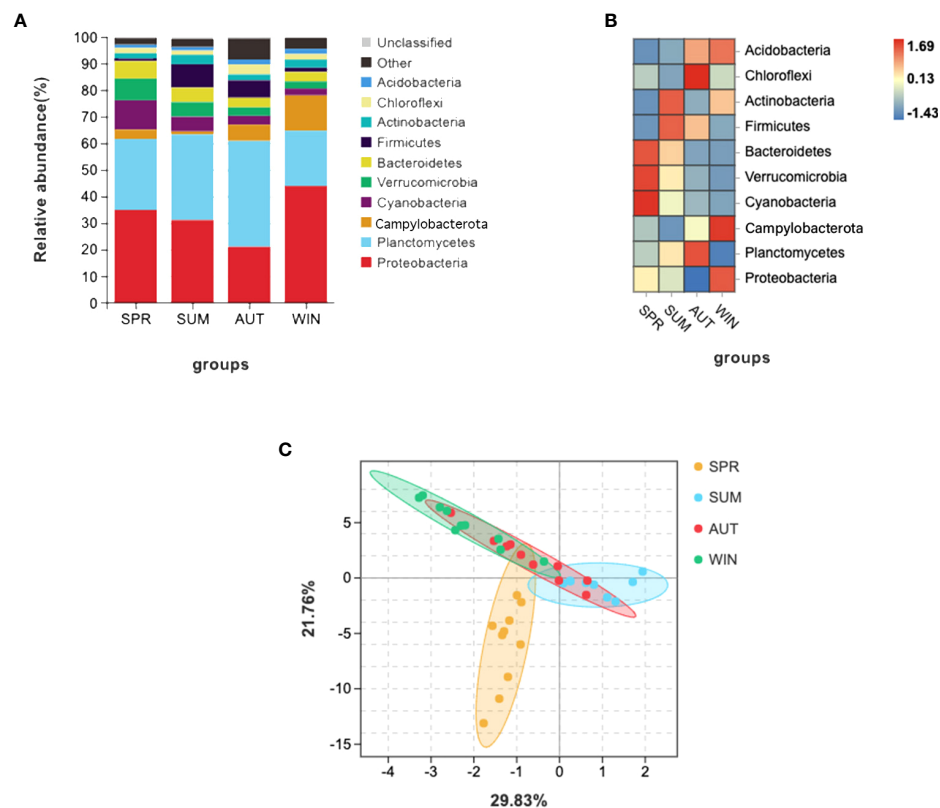 A
Relative abundance(%)
100
90
80
70
60
50
40
30
20
10
0
SPR SUM AUT WIN
groups
Unclassified
Other
Acidobacteria
Chloroflexi
Actinobacteria
Firmicutes
Bacteroidetes
Verrucomicrobia
Cyanobacteria
Campylobacterota
Planctomycetes
Proteobacteria
B
Acidobacteria
Chloroflexi
Actinobacteria
Firmicutes
Bacteroidetes
Verrucomicrobia
Cyanobacteria
Campylobacterota
Planctomycetes
Proteobacteria
SPR SUM AUT WIN
groups
1.69
0.13
-1.43
C
21.76%
5
0
-5
-10
-15
-4 -3 -2 -1 0 1 2
29.83%
SPR
SUM
AUT
WIN